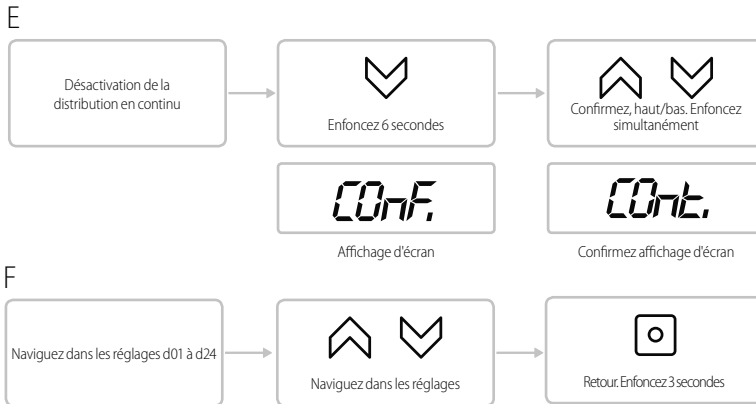 E
Désactivation de la
distribution en continu
Enfoncez 6 secondes
Confirmez, haut/bas. Enfoncez
simultanément
COnF.
Affichage d'écran
COnt.
Confirmez affichage d'écran
F
Naviguez dans les réglages d01 à d24
Naviguez dans les réglages
Retour. Enfoncez 3 secondes